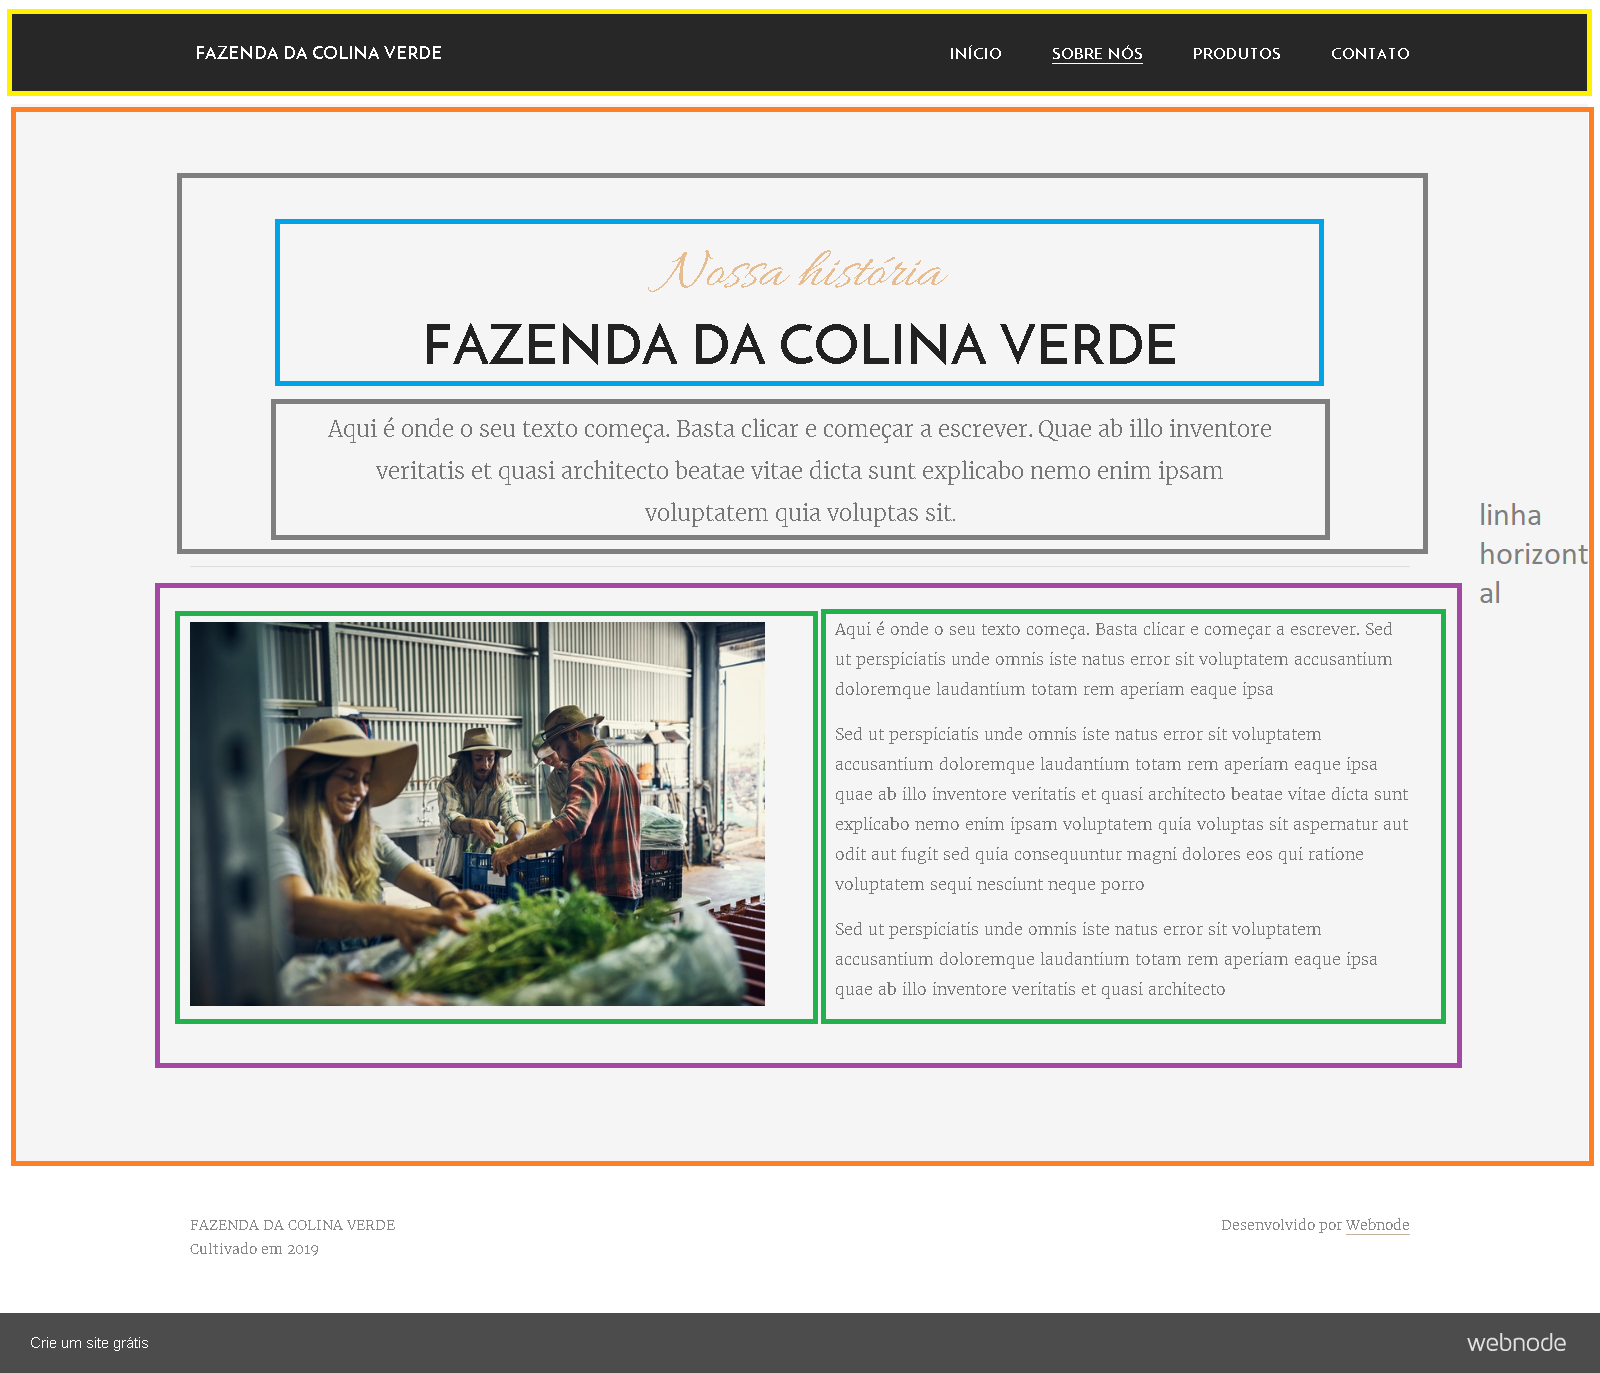 FAZENDA DA COLINA VERDE
INÍCIO SOBRE NÓS PRODUTOS CONTATO
Nossa história
FAZENDA DA COLINA VERDE
Aqui é onde o seu texto começa. Basta clicar e começar a escrever. Quae ab illo inventore
veritatis et quasi architecto beatae vitae dicta sunt explicabo nemo enim ipsam
voluptatem quia voluptas sit.
linha
horizont
al
Aqui é onde o seu texto começa. Basta clicar e começar a escrever. Sed
ut perspiciatis unde omnis iste natus error sit voluptatem accusantium
doloremque laudantium totam rem aperiam eaque ipsa
Sed ut perspiciatis unde omnis iste natus error sit voluptatem
accusantium doloremque laudantium totam rem aperiam eaque ipsa
quae ab illo inventore veritatis et quasi architecto beatae vitae dicta sunt
explicabo nemo enim ipsam voluptatem quia voluptas sit aspernatur aut
odit aut fugit sed quia consequuntur magni dolores eos qui ratione
voluptatem sequi nesciunt neque porro
Sed ut perspiciatis unde omnis iste natus error sit voluptatem
accusantium doloremque laudantium totam rem aperiam eaque ipsa
quae ab illo inventore veritatis et quasi architecto
FAZENDA DA COLINA VERDE
Cultivado em 2019
Desenvolvido por Webnode
Crie um site grátis
webnode